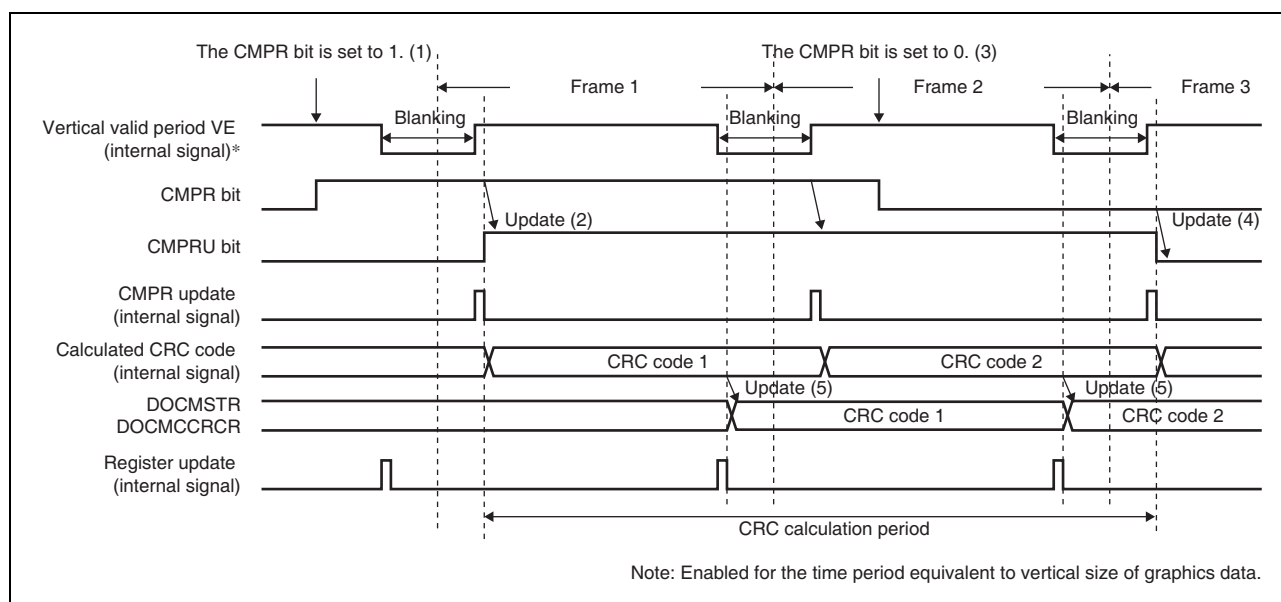 The CMPR bit is set to 1. (1)
The CMPR bit is set to 0. (3)
Frame 1
Frame 2
Frame 3
Vertical valid period VE
(internal signal)*
Blanking
Blanking
Blanking
CMPR bit
Update (2)
Update (4)
CMPRU bit
CMPR update
(internal signal)
Calculated CRC code
(internal signal)
CRC code 1
CRC code 2
Update (5)
Update (5)
DOCMSTR
DOCMCCRCR
CRC code 1
CRC code 2
Register update
(internal signal)
CRC calculation period
Note: Enabled for the time period equivalent to vertical size of graphics data.